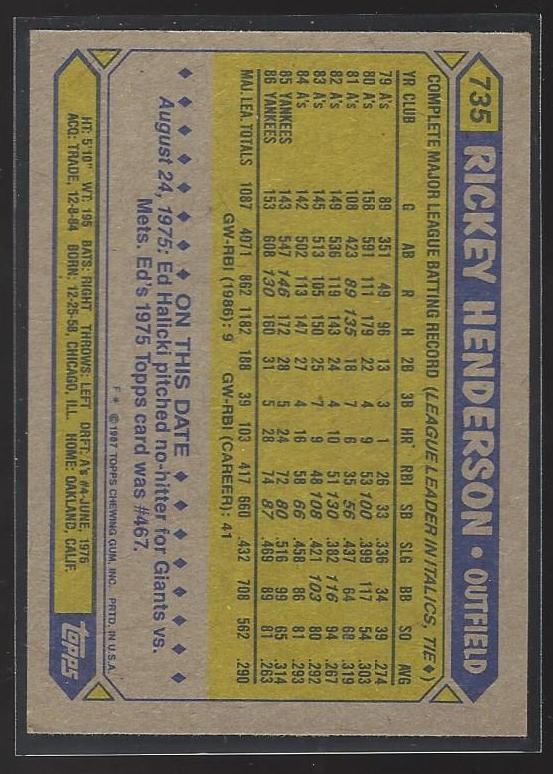 735 RICKEY HENDERSON • OUTFIELD
COMPLETE MAJOR LEAGUE BATTING RECORD (LEAGUE LEADER IN ITALICS, TIE♦)
YR CLUB G AB R H 2B 3B HR RBI SB SLG BB SO AVG
79 A's 89 351 49 96 13 3 1 26 33 .336 34 39 .274
80 A's 158 591 111 179 22 4 9 53 100 .399 117 54 .303
81 A's 108 423 89 135 18 7 6 35 56 .437 64 68 .319
82 A's 149 536 119 143 24 4 10 51 130 .382 116 94 .267
83 A's 145 513 105 150 25 7 9 48 108 .421 103 80 .292
84 A's 142 502 113 147 27 4 16 58 66 .458 86 81 .293
85 YANKEES 143 547 146 172 28 5 24 72 80 .516 99 65 .314
86 YANKEES 153 608 130 160 31 5 28 74 87 .469 89 81 .263
MAJ. LEA. TOTALS 1087 4071 862 1182 188 39 103 417 660 .432 708 562 .290
GW-RBI (1986): 9 GW-RBI (CAREER): 41
♦ ♦ ♦ ♦ ♦ ON THIS DATE ♦ ♦ ♦ ♦ ♦
August 24, 1975: Ed Halicki pitched no-hitter for Giants vs.
Mets. Ed's 1975 Topps card was #467.
F * © 1987 TOPPS CHEWING GUM, INC. PRTD. IN U.S.A.
HT: 5'10" WT: 195 BATS: RIGHT THROWS: LEFT DRFT: A's #4-JUNE, 1976
ACQ: TRADE, 12-8-84 BORN: 12-25-58, CHICAGO, ILL. HOME: OAKLAND, CALIF.
topps